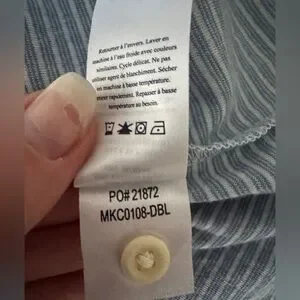 Retourner à l'envers. Laver en
machine à l'eau froide avec couleurs
similaires. Cycle délicat. Ne pas
utiliser agent de blanchiment. Sécher
en machine à basse température.
retirer rapidement. Repasser à basse
température au besoin.
PO# 21872
MKC0108-DBL